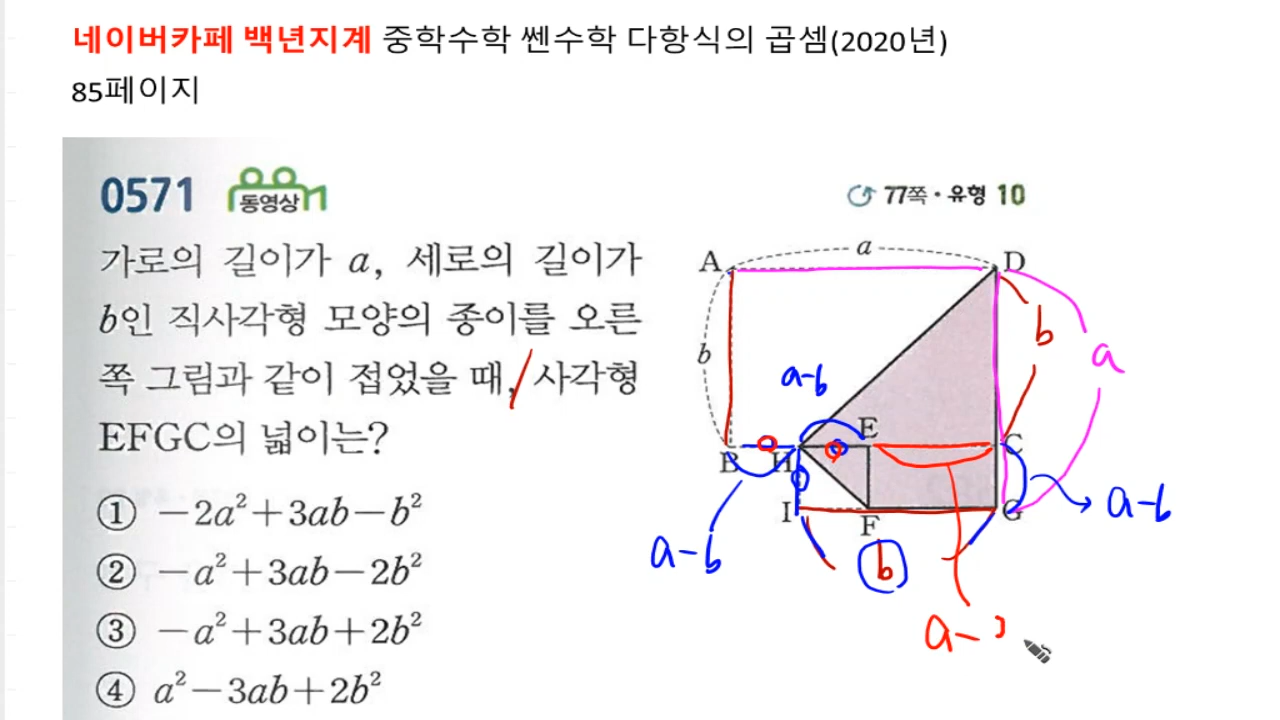 네이버카페 백년지계 중학수학 쎈수학 다항식의 곱셈(2020년)
85페이지
0571 동영상
77쪽 • 유형 10
가로의 길이가 a, 세로의 길이가
b인 직사각형 모양의 종이를 오른
쪽 그림과 같이 접었을 때, 사각형
EFGC의 넓이는?
① -2a²+3ab-b²
② -a²+3ab-2b²
③ -a²+3ab+2b²
④ a²-3ab+2b²
a
A D
b
b
a
a-b
E
B H C
I F G
a-b
a-b
b
a-